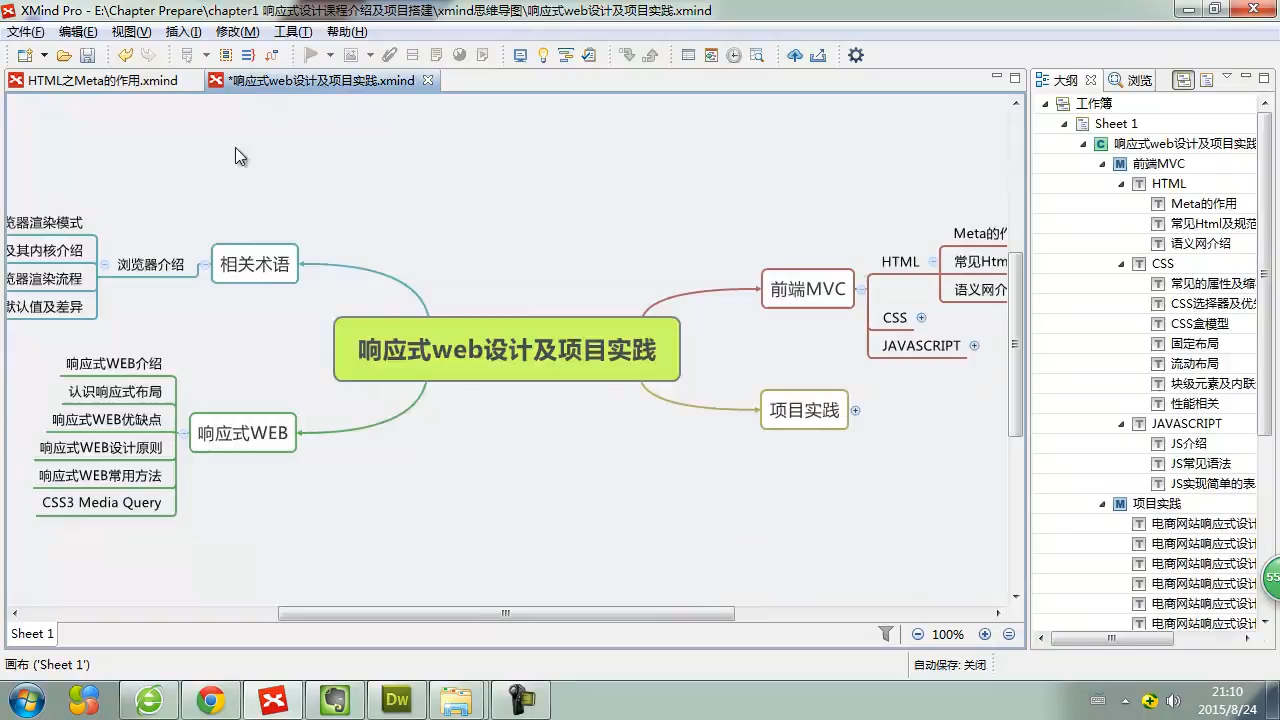 XMind Pro - E:\Chapter Prepare\chapter1 响应式设计课程介绍及项目搭建\xmind思维导图\响应式web设计及项目实践.xmind
文件(F) 编辑(E) 视图(V) 插入(I) 修改(M) 工具(T) 帮助(H)
HTML之Meta的作用.xmind
*响应式web设计及项目实践.xmind
览器渲染模式
及其内核介绍
览器渲染流程
默认值及差异
浏览器介绍
相关术语
响应式WEB介绍
认识响应式布局
响应式WEB优缺点
响应式WEB设计原则
响应式WEB常用方法
CSS3 Media Query
响应式WEB
响应式web设计及项目实践
前端MVC
HTML
Meta的作
常见Htm
语义网介
CSS
JAVASCRIPT
项目实践
大纲
浏览
工作簿
Sheet 1
响应式web设计及项目实践
前端MVC
HTML
Meta的作用
常见Html及规范
语义网介绍
CSS
常见的属性及缩
CSS选择器及优先
CSS盒模型
固定布局
流动布局
块级元素及内联
性能相关
JAVASCRIPT
JS介绍
JS常见语法
JS实现简单的表
项目实践
电商网站响应式设计
电商网站响应式设计
电商网站响应式设计
电商网站响应式设计
电商网站响应式设计
电商网站响应式设计
55
Sheet 1
100%
画布 ('Sheet 1')
自动保存: 关闭
Dw
21:10
2015/8/24